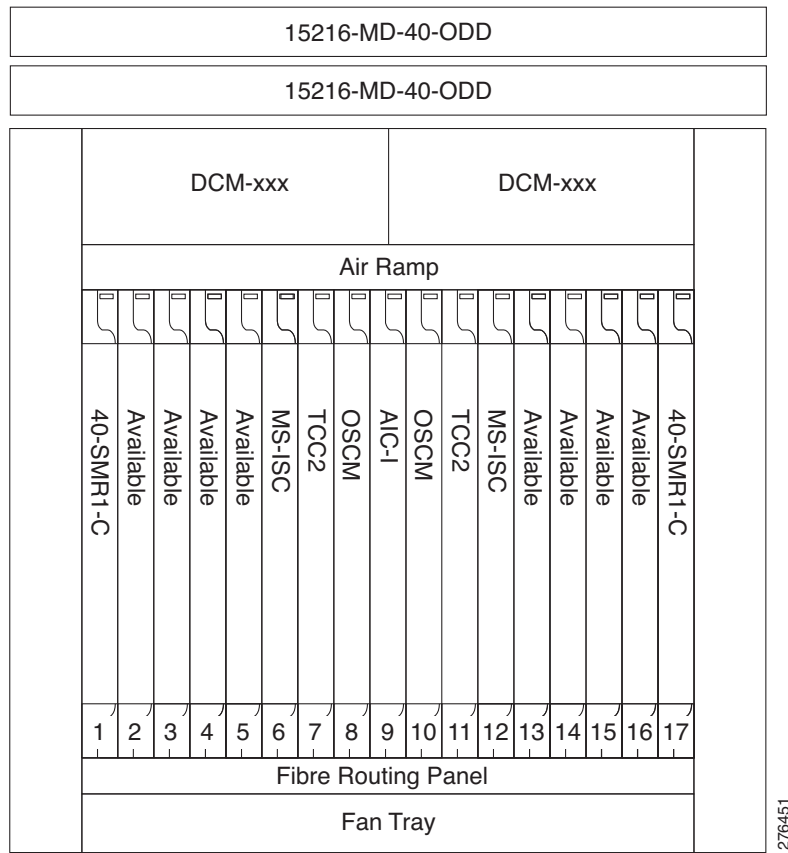 15216-MD-40-ODD
15216-MD-40-ODD
DCM-xxx DCM-xxx
Air Ramp
40-SMR1-C
Available
Available
Available
Available
MS-ISC
TCC2
OSCM
AIC-I
OSCM
TCC2
MS-ISC
Available
Available
Available
Available
40-SMR1-C
1 2 3 4 5 6 7 8 9 10 11 12 13 14 15 16 17
Fibre Routing Panel
Fan Tray
276451